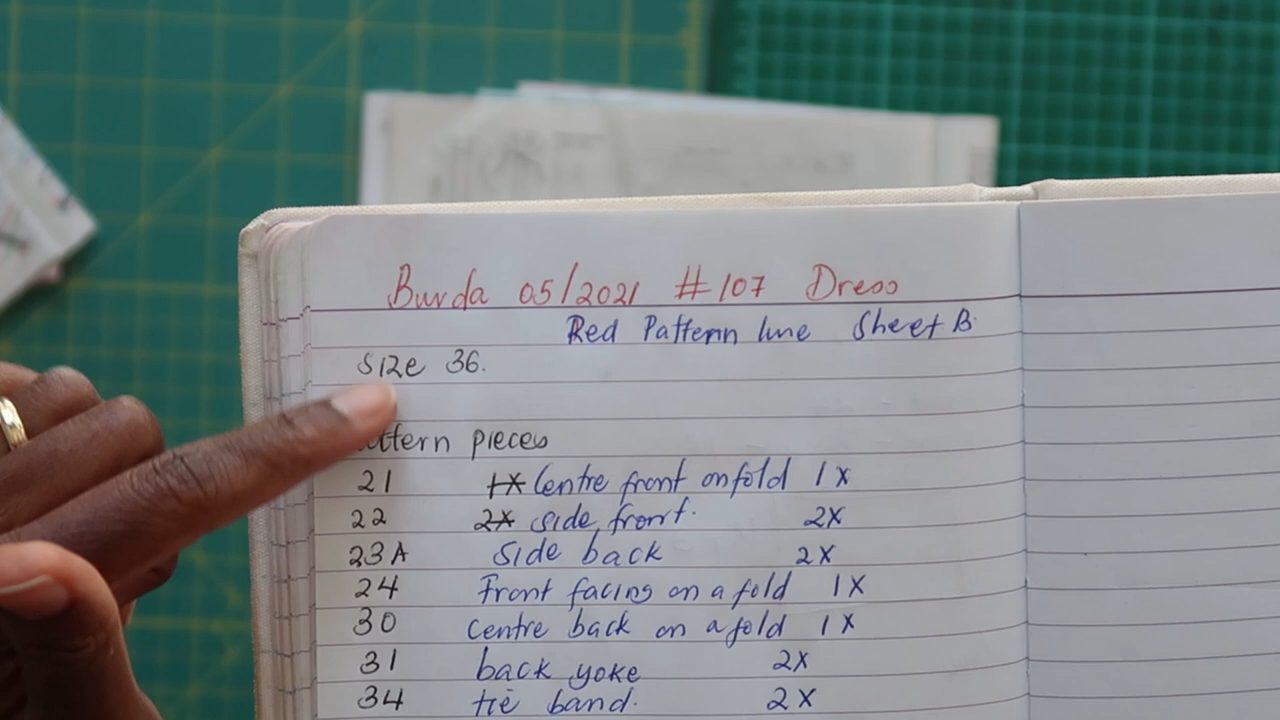 Burda 05/2021 #107 Dress
Red Pattern line Sheet B.
Size 36.
pieces
21 1x Centre front on fold 1x
22 2x side front. 2x
23A Side back 2x
24 Front facing on a fold 1x
30 Centre back on a fold 1x
31 back yoke 2x
34 tie band. 2x